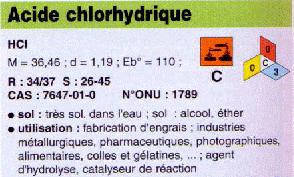 Acide chlorhydrique
HCl
M = 36,46 ; d = 1,19 ; Eb° = 110 ;
R : 34/37 S : 26-45
CAS : 7647-01-0 N°ONU : 1789
C
0
0
C
3
● sol : très sol. dans l'eau ; sol : alcool, éther
● utilisation : fabrication d'engrais ; industries
métallurgiques, pharmaceutiques, photographiques,
alimentaires, colles et gélatines, ... ; agent
d'hydrolyse, catalyseur de réaction